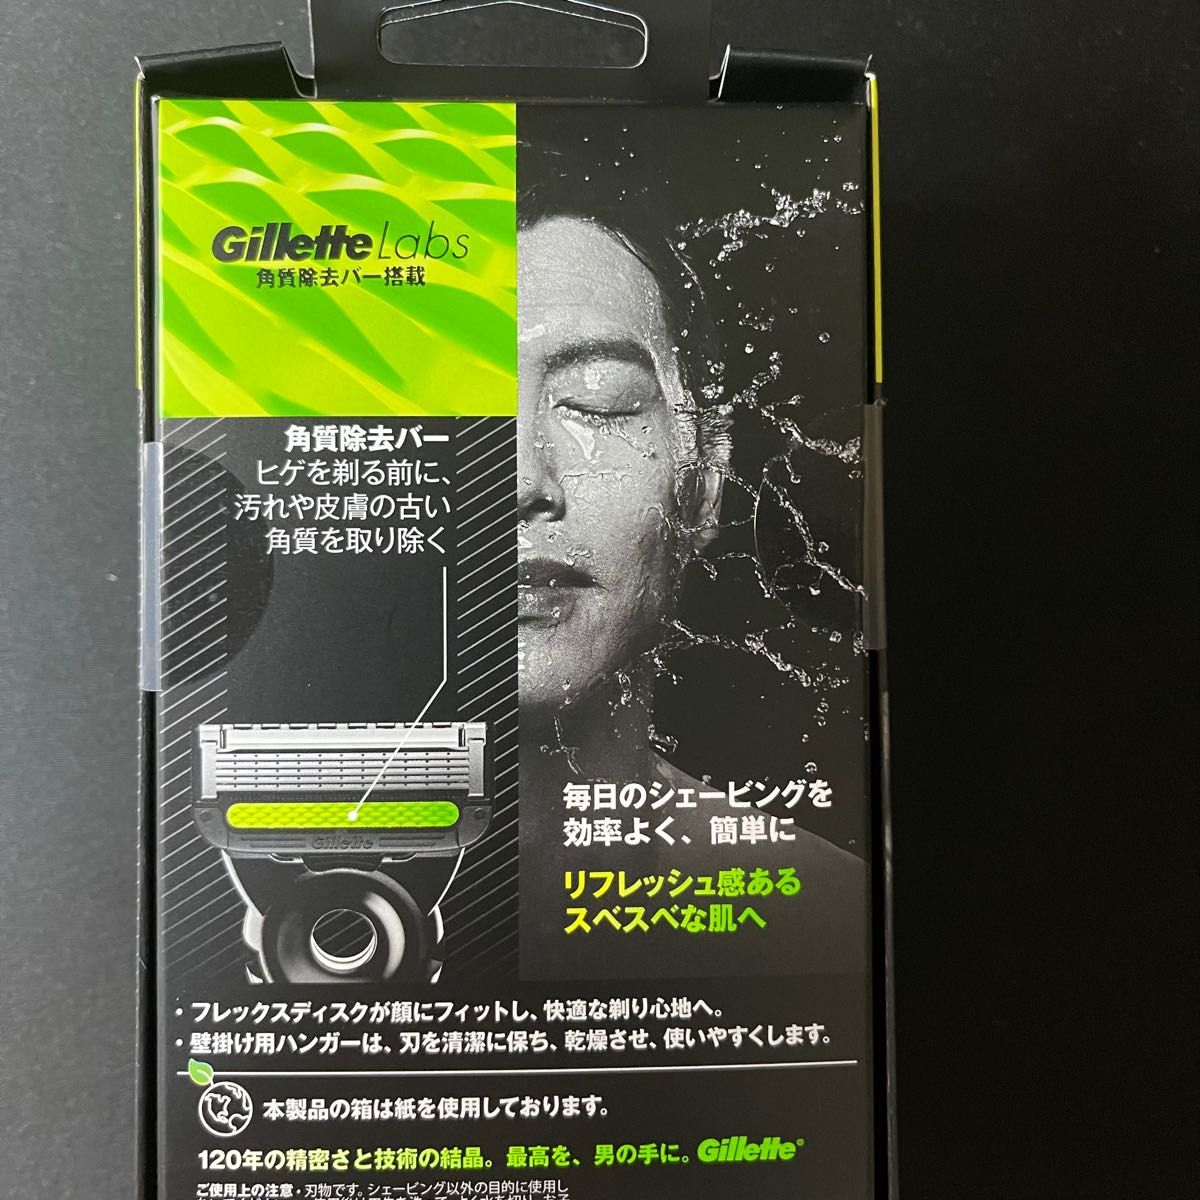 Gillette Labs
角質除去バー搭載
角質除去バー
ヒゲを剃る前に、
汚れや皮膚の古い
角質を取り除く
Gillette
毎日のシェービングを
効率よく、簡単に
リフレッシュ感ある
スベスベな肌へ
・フレックスディスクが顔にフィットし、快適な剃り心地へ。
・壁掛け用ハンガーは、刃を清潔に保ち、乾燥させ、使いやすくします。
本製品の箱は紙を使用しております。
120年の精密さと技術の結晶。最高を、男の手に。Gillette®
ご使用上の注意・刃物です。シェービング以外の目的に使用し